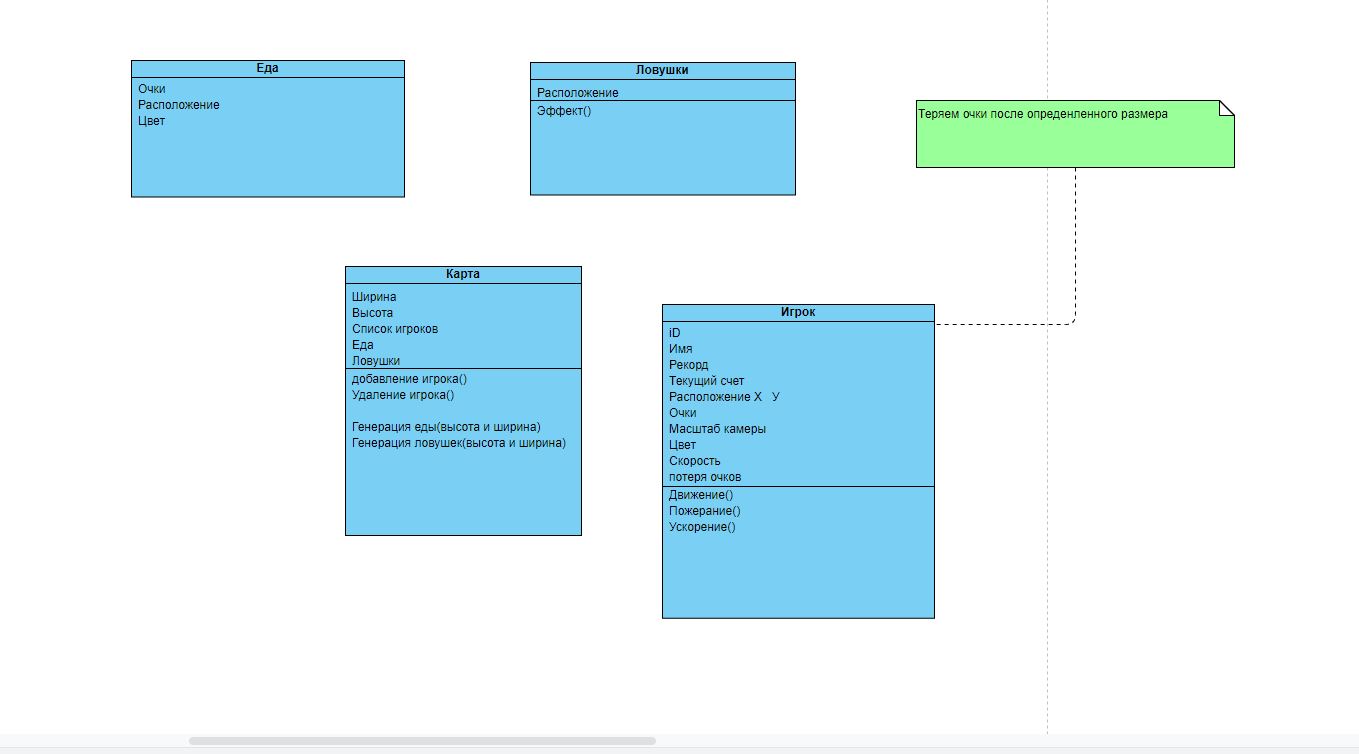 Еда
Очки
Расположение
Цвет
Ловушки
Расположение
Эффект()
Теряем очки после опреденленного размера
Карта
Ширина
Высота
Список игроков
Еда
Ловушки
добавление игрока()
Удаление игрока()
Генерация еды(высота и ширина)
Генерация ловушек(высота и ширина)
Игрок
iD
Имя
Рекорд
Текущий счет
Расположение Х У
Очки
Масштаб камеры
Цвет
Скорость
потеря очков
Движение()
Пожерание()
Ускорение()